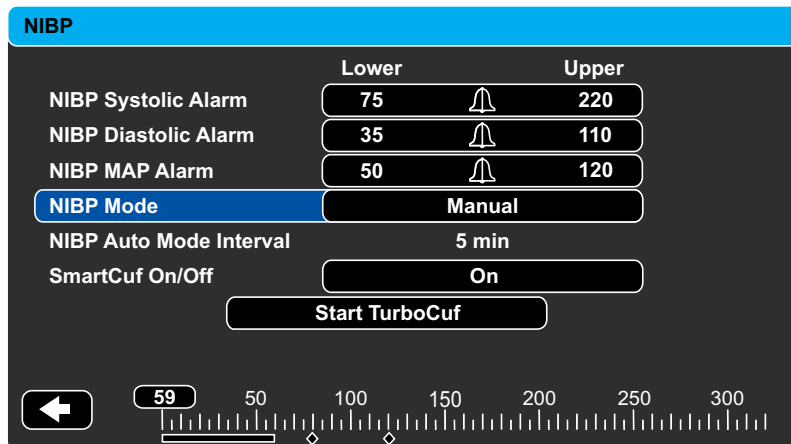 NIBP
Lower Upper
NIBP Systolic Alarm 75 220
NIBP Diastolic Alarm 35 110
NIBP MAP Alarm 50 120
NIBP Mode Manual
NIBP Auto Mode Interval 5 min
SmartCuf On/Off On
Start TurboCuf
59 50 100 150 200 250 300